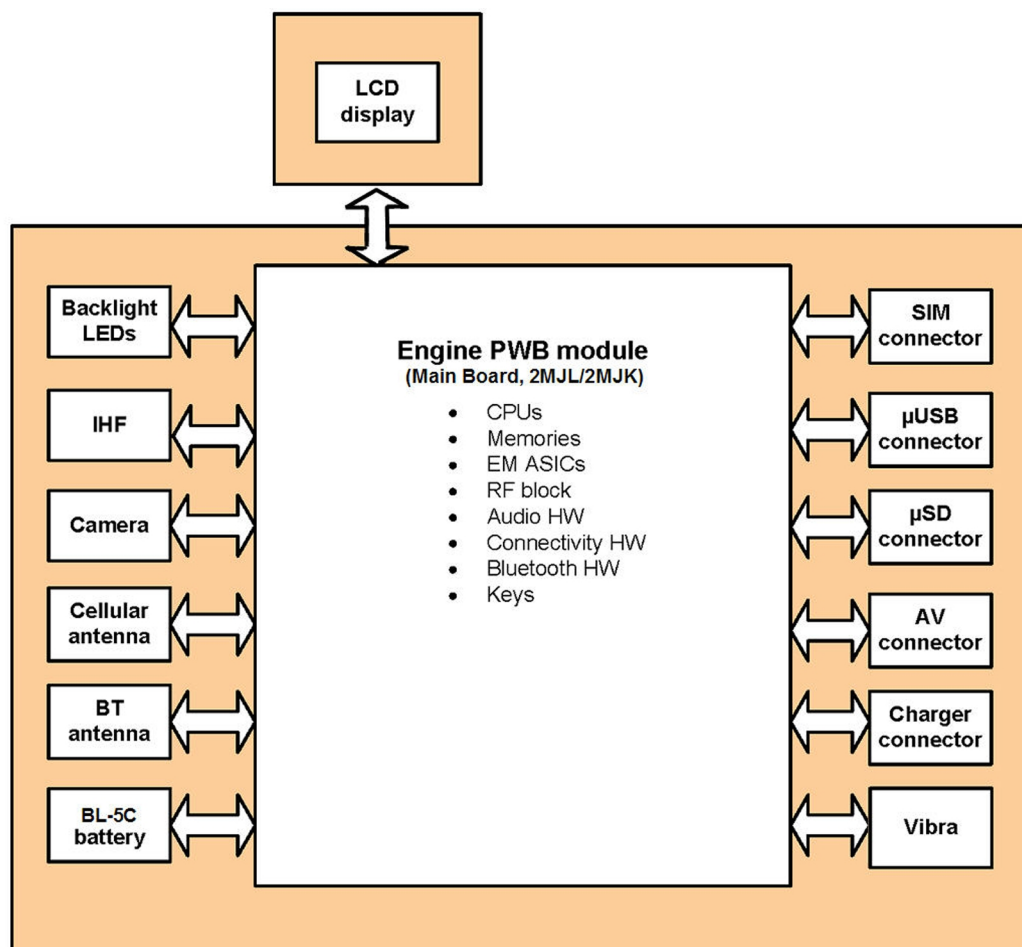 LCD
display
Backlight
LEDs
IHF
Camera
Cellular
antenna
BT
antenna
BL-5C
battery
Engine PWB module
(Main Board, 2MJL/2MJK)
• CPUs
• Memories
• EM ASICs
• RF block
• Audio HW
• Connectivity HW
• Bluetooth HW
• Keys
SIM
connector
µUSB
connector
µSD
connector
AV
connector
Charger
connector
Vibra